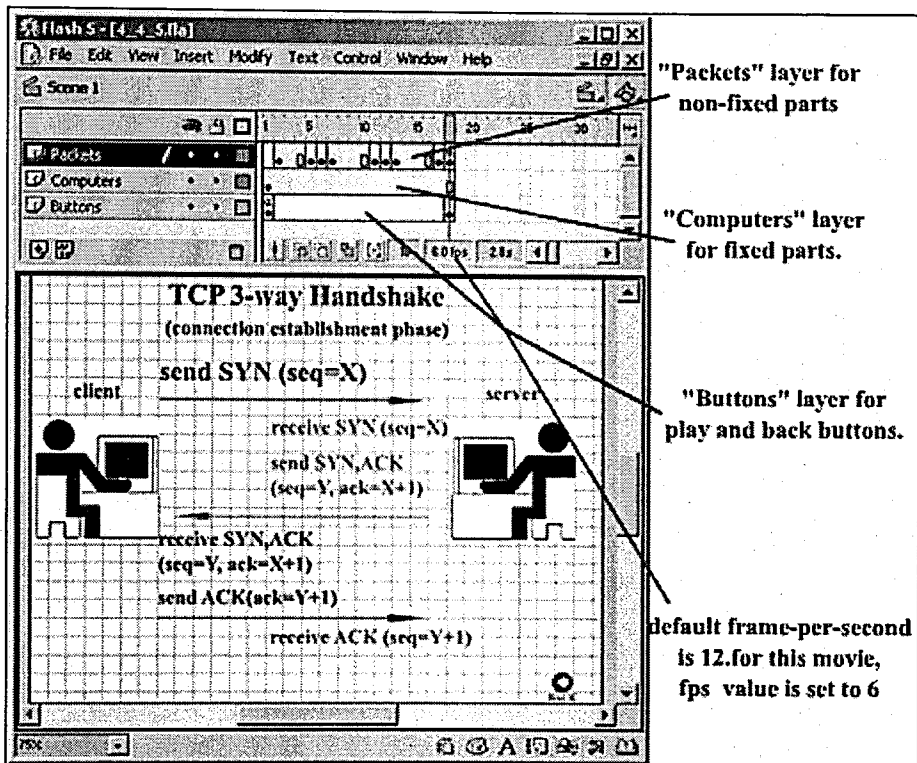 Flash 5 - [4_4_5.fla]
File Edit View Insert Modify Text Control Window Help
Scene 1
1 5 10 15 20 30
Packets
Computers
Buttons
6.0 fps
"Packets" layer for
non-fixed parts
"Computers" layer
for fixed parts.
"Buttons" layer for
play and back buttons.
default frame-per-second
is 12.for this movie,
fps value is set to 6
TCP 3-way Handshake
(connection establishment phase)
send SYN (seq=X)
client
server
receive SYN (seq=X)
send SYN,ACK
(seq=Y, ack=X+1)
receive SYN,ACK
(seq=Y, ack=X+1)
send ACK(ack=Y+1)
receive ACK (seq=Y+1)
75%